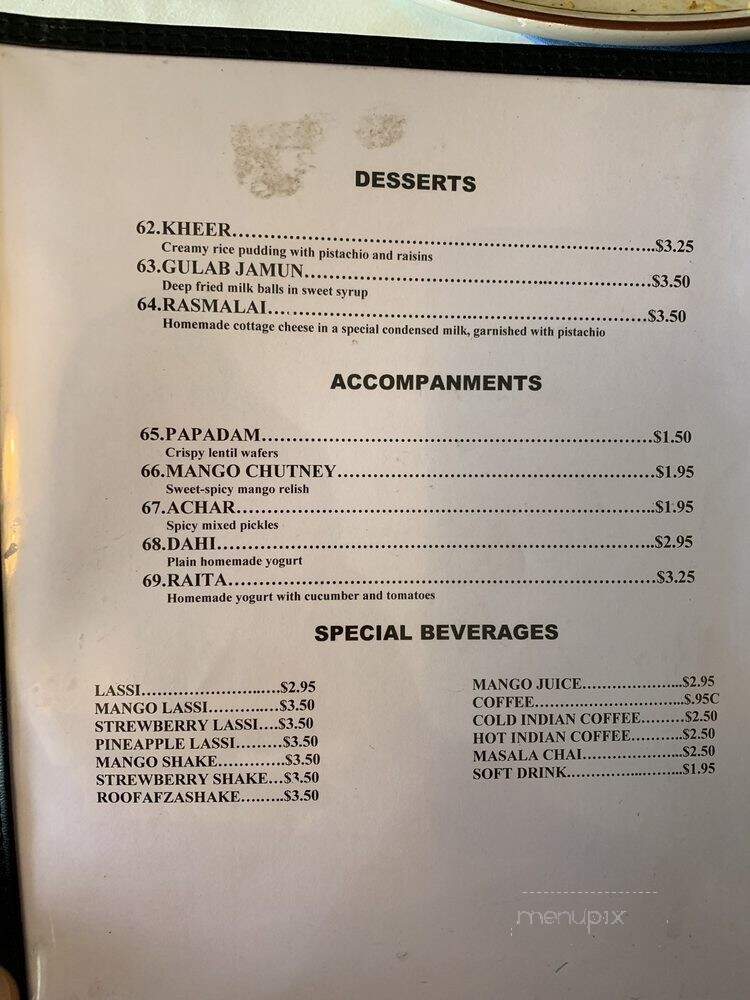 DESSERTS
62.KHEER.......................................................$3.25
Creamy rice pudding with pistachio and raisins
63.GULAB JAMUN.............................................$3.50
Deep fried milk balls in sweet syrup
64.RASMALAI..................................................$3.50
Homemade cottage cheese in a special condensed milk, garnished with pistachio
ACCOMPANMENTS
65.PAPADAM...................................................$1.50
Crispy lentil wafers
66.MANGO CHUTNEY.........................................$1.95
Sweet-spicy mango relish
67.ACHAR.......................................................$1.95
Spicy mixed pickles
68.DAHI.........................................................$2.95
Plain homemade yogurt
69.RAITA........................................................$3.25
Homemade yogurt with cucumber and tomatoes
SPECIAL BEVERAGES
LASSI...........................$2.95
MANGO LASSI..............$3.50
STREWBERRY LASSI....$3.50
PINEAPPLE LASSI.........$3.50
MANGO SHAKE.............$3.50
STREWBERRY SHAKE...$3.50
ROOFAFZASHAKE.........$3.50
MANGO JUICE....................$2.95
COFFEE.............................$.95C
COLD INDIAN COFFEE.........$2.50
HOT INDIAN COFFEE...........$2.50
MASALA CHAI....................$2.50
SOFT DRINK.......................$1.95
menupix